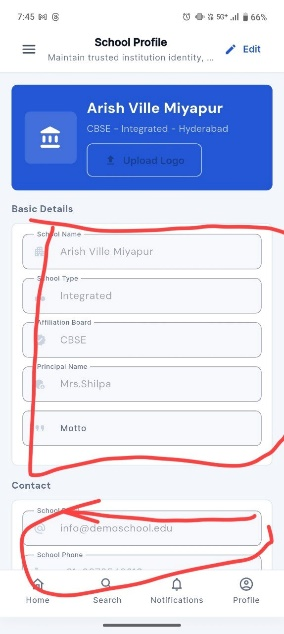 7:45
5G+
66%
School Profile
Maintain trusted institution identity, ...
Edit
Arish Ville Miyapur
CBSE - Integrated - Hyderabad
Upload Logo
Basic Details
School Name
Arish Ville Miyapur
School Type
Integrated
Affiliation Board
CBSE
Principal Name
Mrs.Shilpa
Motto
Contact
School
info@demoschool.edu
School Phone
Home
Search
Notifications
Profile